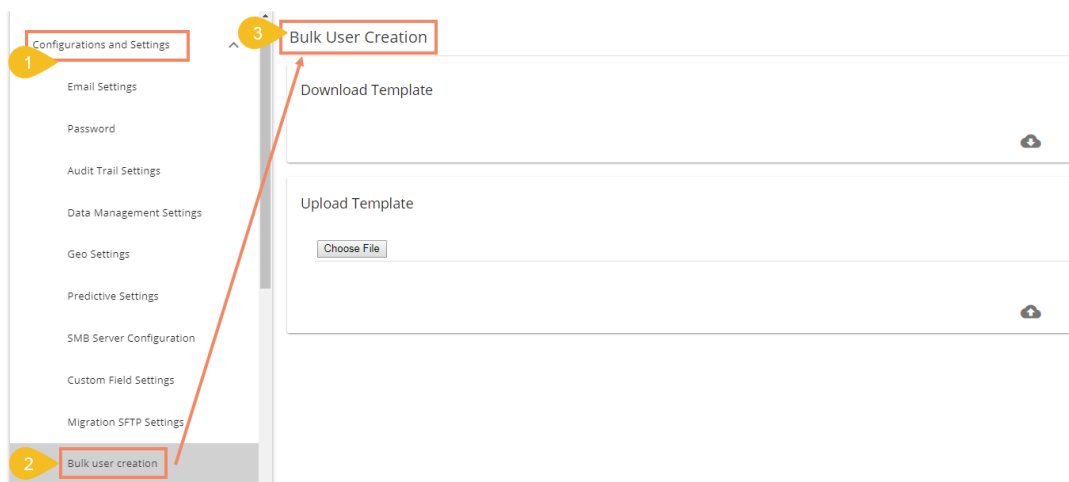 Configurations and Settings
1
Email Settings
Password
Audit Trail Settings
Data Management Settings
Geo Settings
Predictive Settings
SMB Server Configuration
Custom Field Settings
Migration SFTP Settings
2
Bulk user creation
3
Bulk User Creation
Download Template
Upload Template
Choose File